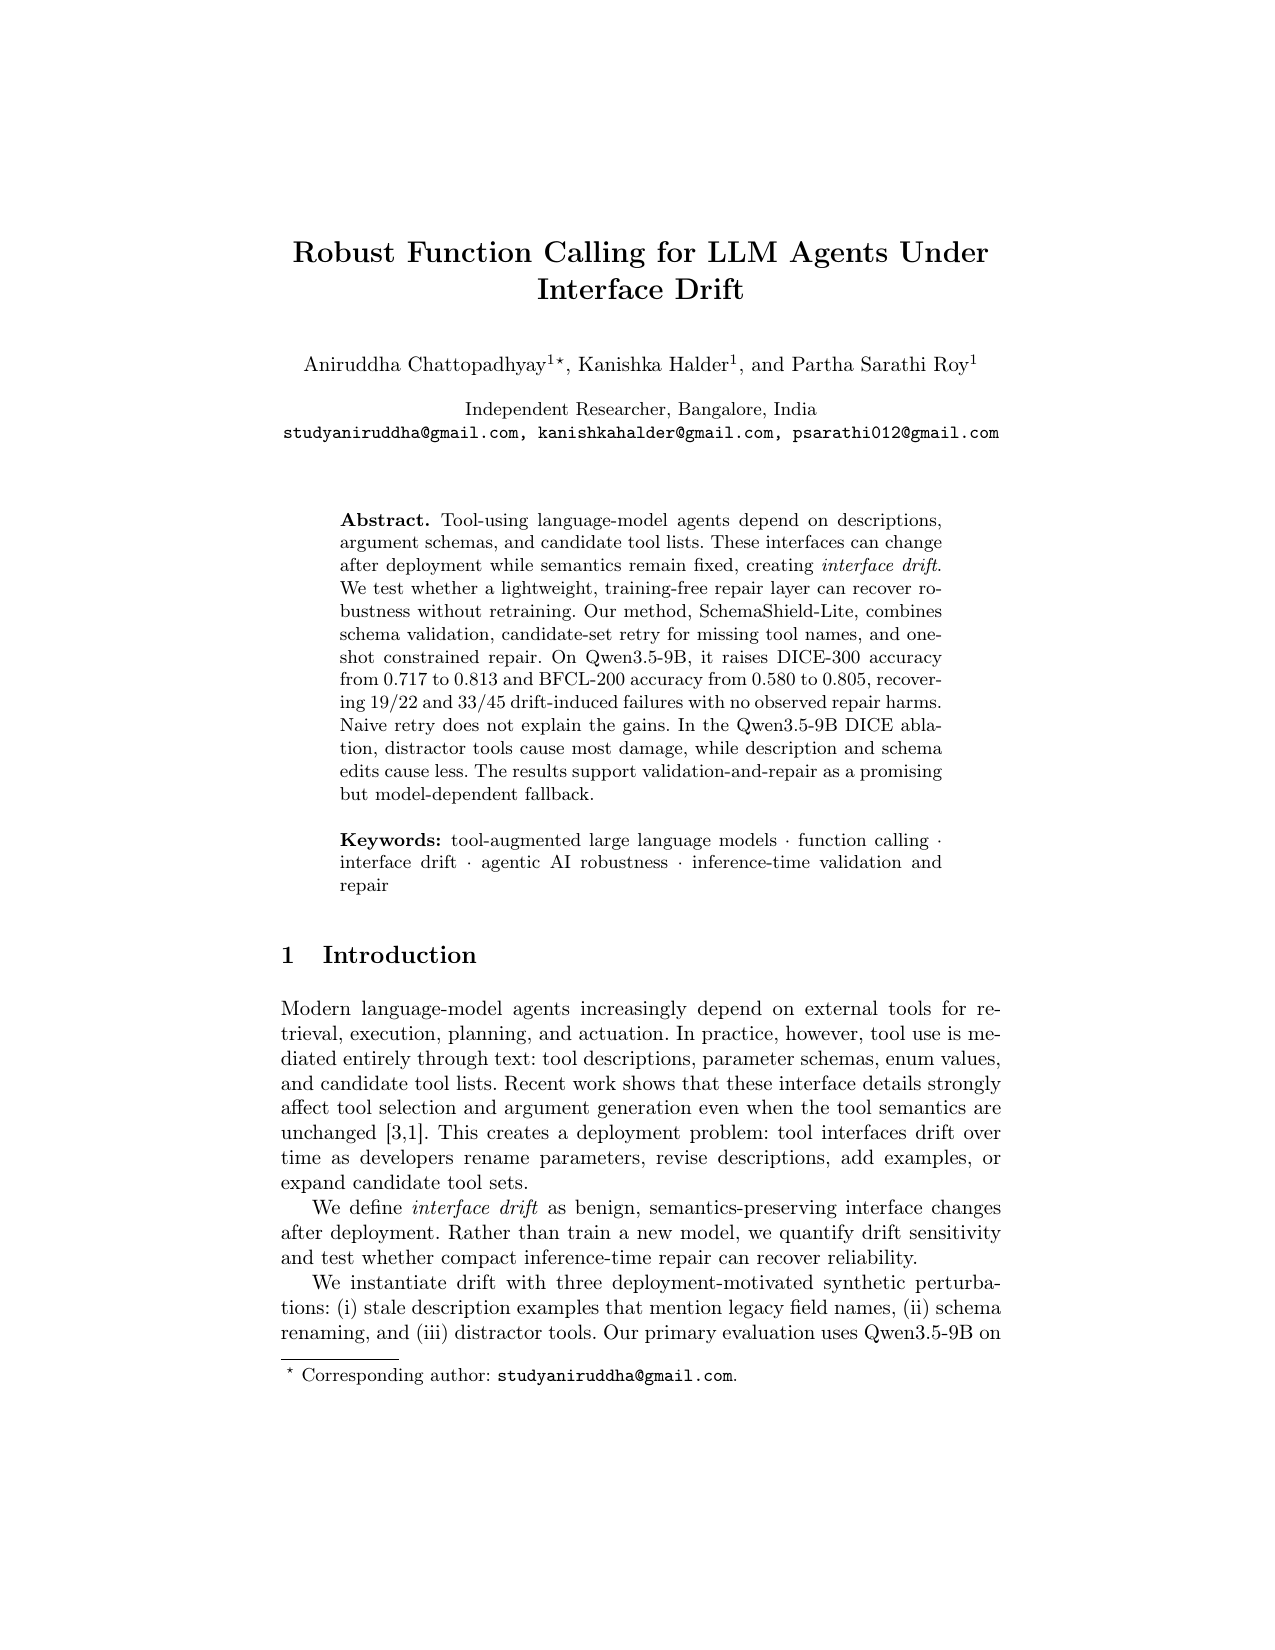 Robust Function Calling for LLM Agents Under
Interface Drift
Aniruddha Chattopadhyay1⋆, Kanishka Halder1, and Partha Sarathi Roy1
Independent Researcher, Bangalore, India
studyaniruddha@gmail.com, kanishkahalder@gmail.com, psarathi012@gmail.com
Abstract. Tool-using language-model agents depend on descriptions,
argument schemas, and candidate tool lists. These interfaces can change
after deployment while semantics remain fixed, creating interface drift.
We test whether a lightweight, training-free repair layer can recover ro-
bustness without retraining. Our method, SchemaShield-Lite, combines
schema validation, candidate-set retry for missing tool names, and one-
shot constrained repair. On Qwen3.5-9B, it raises DICE-300 accuracy
from 0.717 to 0.813 and BFCL-200 accuracy from 0.580 to 0.805, recover-
ing 19/22 and 33/45 drift-induced failures with no observed repair harms.
Naive retry does not explain the gains. In the Qwen3.5-9B DICE abla-
tion, distractor tools cause most damage, while description and schema
edits cause less. The results support validation-and-repair as a promising
but model-dependent fallback.
Keywords: tool-augmented large language models · function calling ·
interface drift · agentic AI robustness · inference-time validation and
repair
1 Introduction
Modern language-model agents increasingly depend on external tools for re-
trieval, execution, planning, and actuation. In practice, however, tool use is me-
diated entirely through text: tool descriptions, parameter schemas, enum values,
and candidate tool lists. Recent work shows that these interface details strongly
affect tool selection and argument generation even when the tool semantics are
unchanged [3,1]. This creates a deployment problem: tool interfaces drift over
time as developers rename parameters, revise descriptions, add examples, or
expand candidate tool sets.
We define interface drift as benign, semantics-preserving interface changes
after deployment. Rather than train a new model, we quantify drift sensitivity
and test whether compact inference-time repair can recover reliability.
We instantiate drift with three deployment-motivated synthetic perturba-
tions: (i) stale description examples that mention legacy field names, (ii) schema
renaming, and (iii) distractor tools. Our primary evaluation uses Qwen3.5-9B on
⋆ Corresponding author: studyaniruddha@gmail.com.